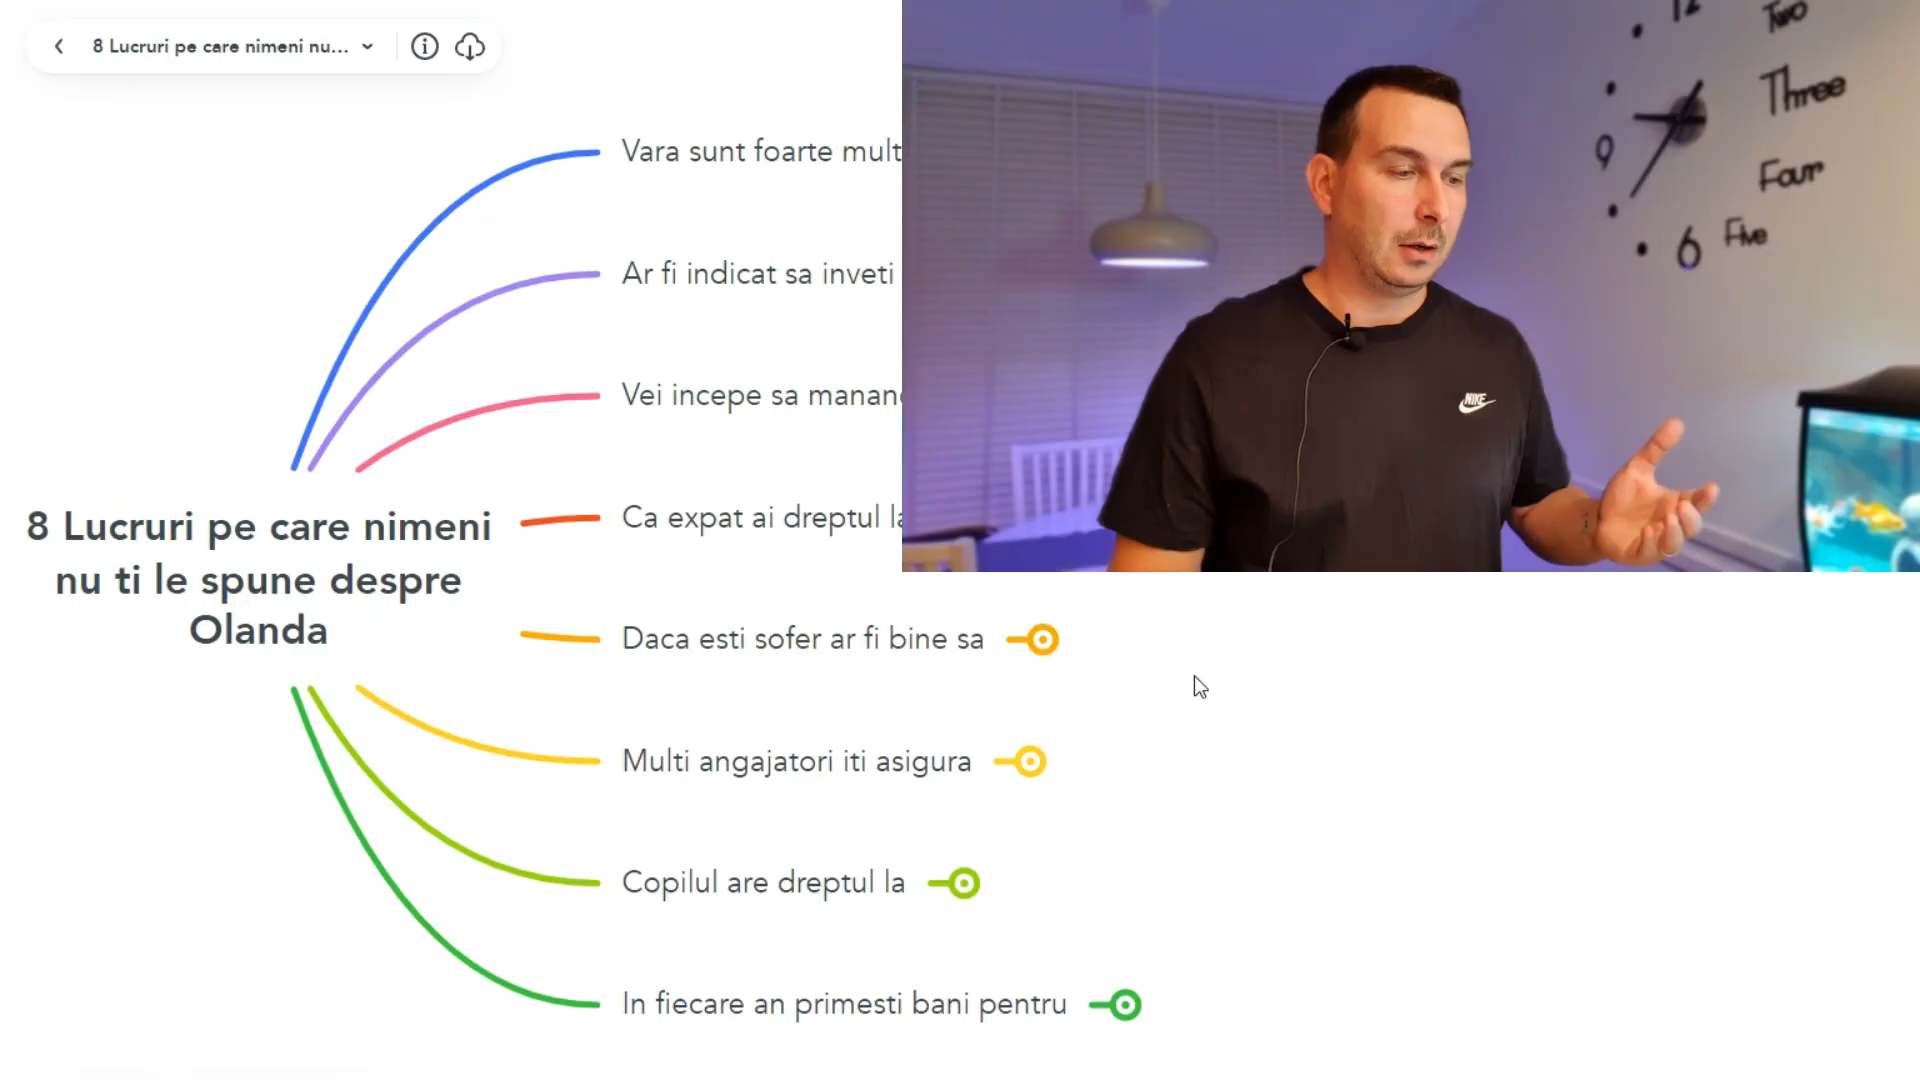 8 Lucruri pe care nimeni nu...
Vara sunt foarte mult
Ar fi indicat sa inveti
Vei incepe sa manan
Ca expat ai dreptul la
8 Lucruri pe care nimeni
nu ti le spune despre
Olanda
Daca esti sofer ar fi bine sa
Multi angajatori iti asigura
Copilul are dreptul la
In fiecare an primesti bani pentru
12
Two
Three
9
Four
Five
6
NIKE